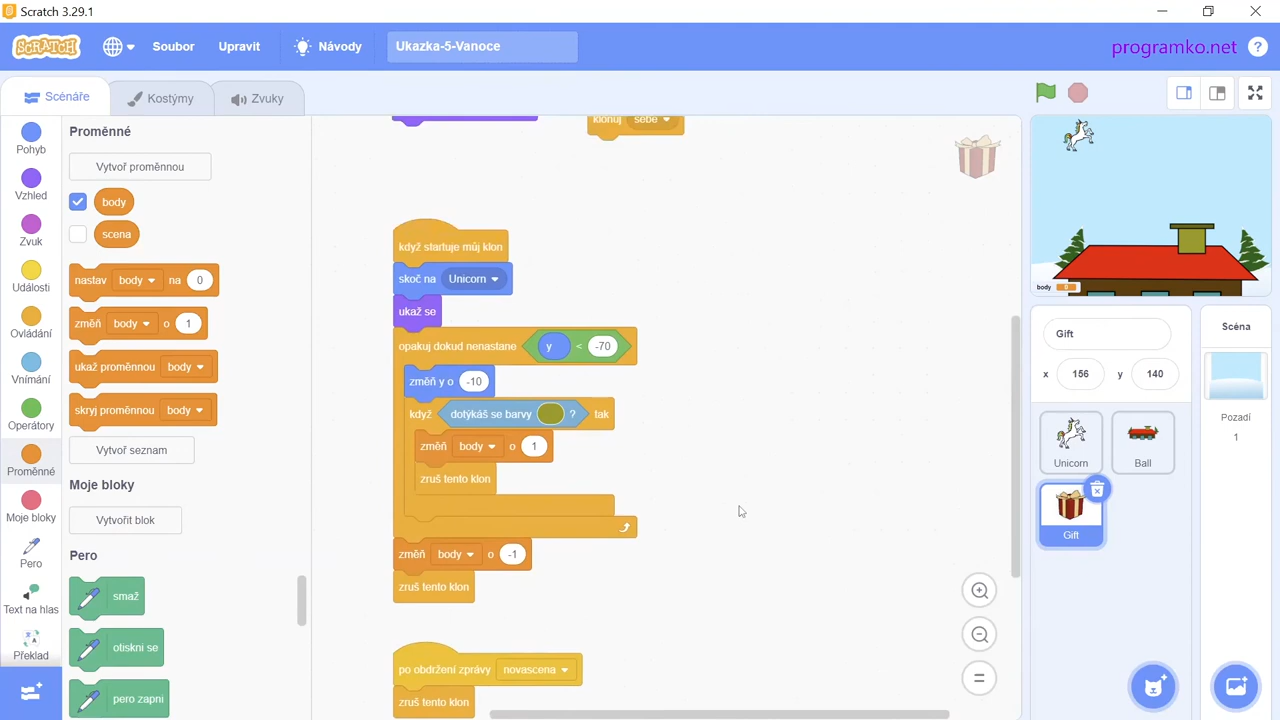 Scratch 3.29.1
SCRATCH
Soubor
Upravit
Návody
Ukazka-5-Vanoce
programko.net
?
Scénáře
Kostýmy
Zvuky
Pohyb
Vzhled
Zvuk
Události
Ovládání
Vnímání
Operátory
Proměnné
Moje bloky
Pero
Text na hlas
Překlad
Proměnné
Vytvoř proměnnou
body
scena
nastav body na 0
změň body o 1
ukaž proměnnou body
skryj proměnnou body
Vytvoř seznam
Moje bloky
Vytvořit blok
Pero
smaž
otiskni se
pero zapni
klonuj sebe
když startuje můj klon
skoč na Unicorn
ukaž se
opakuj dokud nenastane y < -70
změň y o -10
když dotýkáš se barvy ? tak
změň body o 1
zruš tento klon
změň body o -1
zruš tento klon
po obdržení zprávy novascena
zruš tento klon
body 0
Gift
x 156 y 140
Unicorn
Ball
Gift
Scéna
Pozadí
1